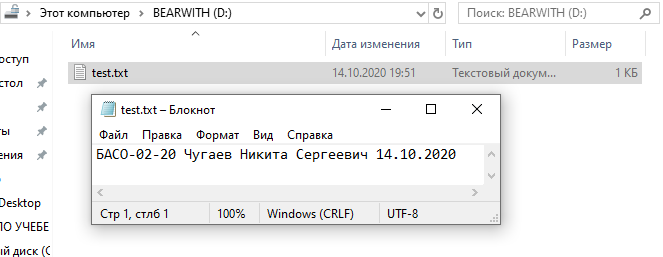 Этот компьютер > BEARWITH (D:)
Поиск: BEARWITH (D:)
Имя Дата изменения Тип Размер
test.txt 14.10.2020 19:51 Текстовый докум... 1 КБ
оступ
стол
ты
ения
Desktop
ПО УЧЕБЕ
ый диск (C
test.txt – Блокнот
Файл Правка Формат Вид Справка
БАСО-02-20 Чугаев Никита Сергеевич 14.10.2020
Стр 1, стлб 1 100% Windows (CRLF) UTF-8